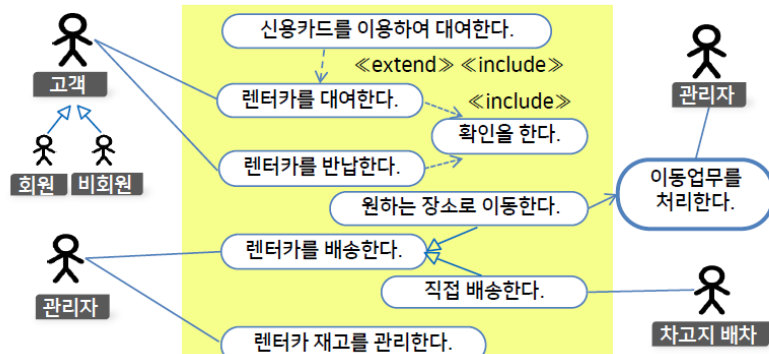 신용카드를 이용하여 대여한다.
≪extend≫ ≪include≫
고객
렌터카를 대여한다.
≪include≫
관리자
확인을 한다.
회원
비회원
렌터카를 반납한다.
이동업무를
처리한다.
원하는 장소로 이동한다.
렌터카를 배송한다.
직접 배송한다.
관리자
차고지 배차
렌터카 재고를 관리한다.